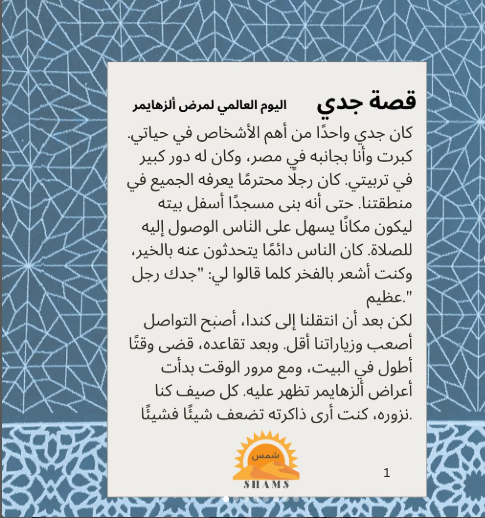 قصة جدي
اليوم العالمي لمرض ألزهايمر
كان جدي واحدًا من أهم الأشخاص في حياتي.
كبرت وأنا بجانبه في مصر، وكان له دور كبير
في تربيتي. كان رجلًا محترمًا يعرفه الجميع في
منطقتنا. حتى أنه بنى مسجدًا أسفل بيته
ليكون مكانًا يسهل على الناس الوصول إليه
للصلاة. كان الناس دائمًا يتحدثون عنه بالخير،
وكنت أشعر بالفخر كلما قالوا لي: "جدك رجل
عظيم."
لكن بعد أن انتقلنا إلى كندا، أصبح التواصل
أصعب وزياراتنا أقل. وبعد تقاعده، قضى وقتًا
أطول في البيت، ومع مرور الوقت بدأت
أعراض ألزهايمر تظهر عليه. كل صيف كنا
نزوره، كنت أرى ذاكرته تضعف شيئًا فشيئًا.
شمس
SHAMS
1